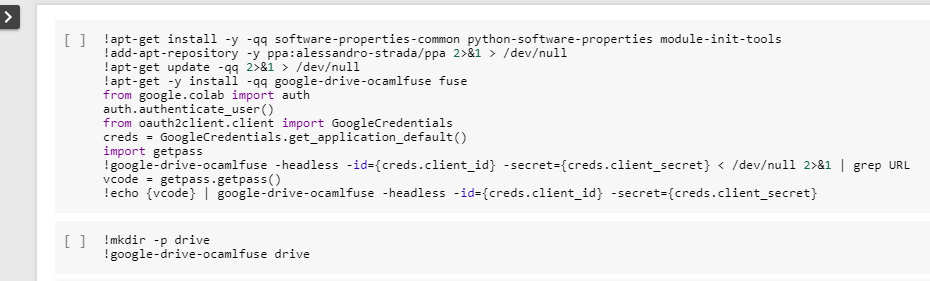 [ ] !apt-get install -y -qq software-properties-common python-software-properties module-init-tools
!add-apt-repository -y ppa:alessandro-strada/ppa 2>&1 > /dev/null
!apt-get update -qq 2>&1 > /dev/null
!apt-get -y install -qq google-drive-ocamlfuse fuse
from google.colab import auth
auth.authenticate_user()
from oauth2client.client import GoogleCredentials
creds = GoogleCredentials.get_application_default()
import getpass
!google-drive-ocamlfuse -headless -id={creds.client_id} -secret={creds.client_secret} < /dev/null 2>&1 | grep URL
vcode = getpass.getpass()
!echo {vcode} | google-drive-ocamlfuse -headless -id={creds.client_id} -secret={creds.client_secret}
[ ] !mkdir -p drive
!google-drive-ocamlfuse drive